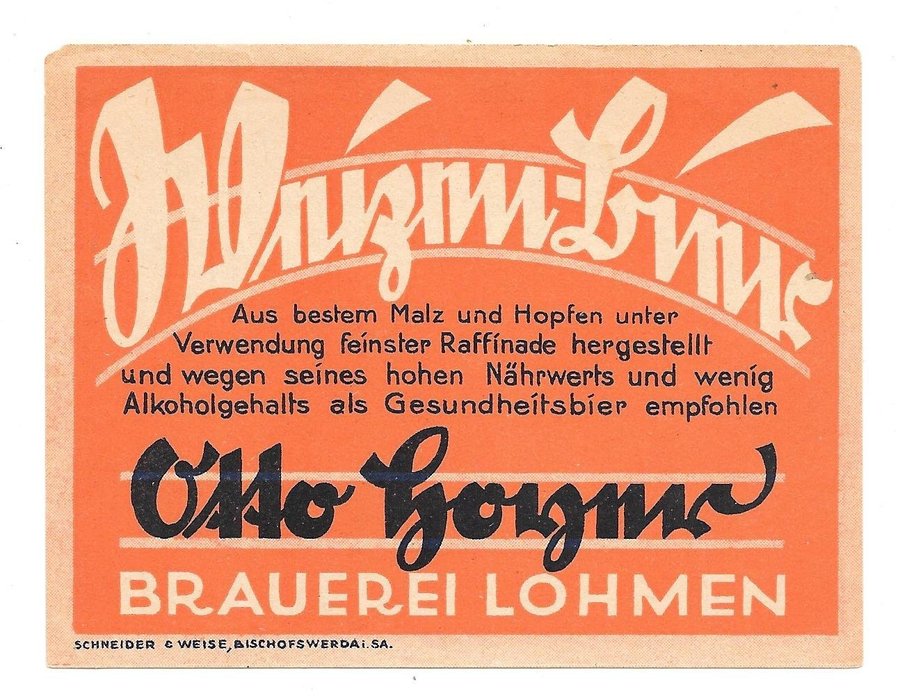 Weizen-Bier
Aus bestem Malz und Hopfen unter
Verwendung feinster Raffinade hergestellt
und wegen seines hohen Nährwerts und wenig
Alkoholgehalts als Gesundheitsbier empfohlen
Otto Hoyer
BRAUEREI LOHMEN
SCHNEIDER & WEISE, BISCHOFSWERDA i. SA.